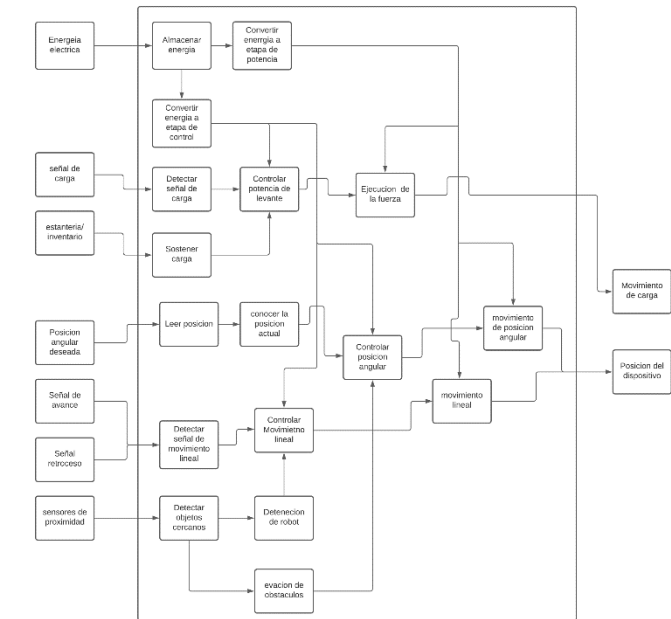 Energeia
electrica
Almacenar
energia
Convertir
enerrgia a
etapa de
potencia
Convertir
energia a
etapa de
control
señal de
carga
Detectar
señal de
carga
Controlar
potencia de
levante
Ejecucion de
la fuerza
estanteria/
inventario
Sostener
carga
Movimiento
de carga
Posicion
angular
deseada
Leer posicion
conocer la
posicion
actual
Controlar
posicion
angular
movimiento
de posicion
angular
Posicion del
dispositivo
Señal de
avance
Señal
retroceso
Detectar
señal de
movimiento
lineal
Controlar
Movimietno
lineal
movimiento
lineal
sensores de
proximidad
Detectar
objetos
cercanos
Detenecion
de robot
evacion de
obstaculos